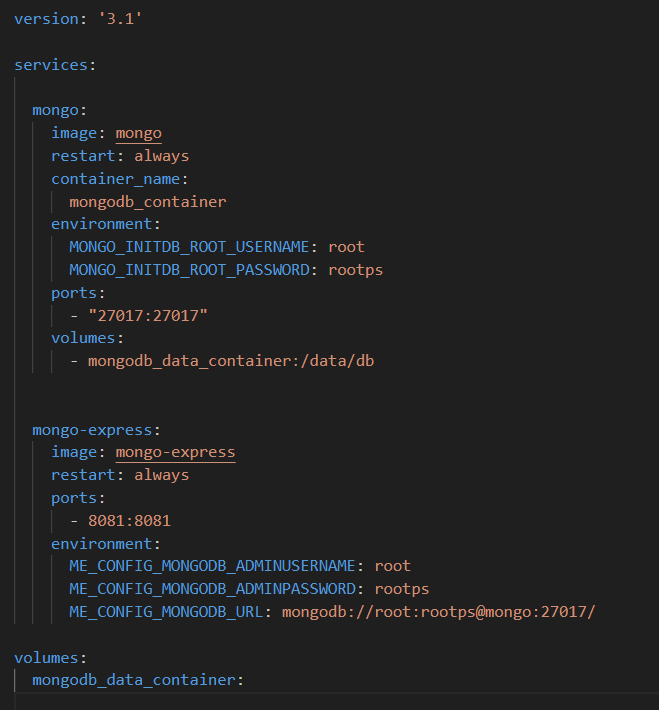 version: '3.1'
services:
mongo:
image: mongo
restart: always
container_name:
mongodb_container
environment:
MONGO_INITDB_ROOT_USERNAME: root
MONGO_INITDB_ROOT_PASSWORD: rootps
ports:
- "27017:27017"
volumes:
- mongodb_data_container:/data/db
mongo-express:
image: mongo-express
restart: always
ports:
- 8081:8081
environment:
ME_CONFIG_MONGODB_ADMINUSERNAME: root
ME_CONFIG_MONGODB_ADMINPASSWORD: rootps
ME_CONFIG_MONGODB_URL: mongodb://root:rootps@mongo:27017/
volumes:
mongodb_data_container: